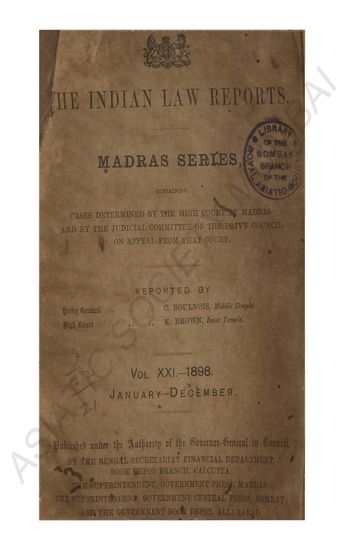 THE INDIAN LAW REPORTS.
MADRAS SERIES,
CONTAINING
CASES DETERMINED BY THE HIGH COURT AT MADRAS
AND BY THE JUDICIAL COMMITTEE OF THE PRIVY COUNCIL
ON APPEAL FROM THAT COURT.
REPORTED BY
Privy Council .. C. BOULNOIS, Middle Temple.
High Court .. .. .. K. BROWN, Inner Temple.
VOL. XXI.—1898.
JANUARY—DECEMBER.
Published under the Authority of the Governor-General in Council,
BY THE BENGAL SECRETARIAT FINANCIAL DEPARTMENT
BOOK DEPOT BRANCH, CALCUTTA;
THE SUPERINTENDENT, GOVERNMENT PRESS, MADRAS;
THE SUPERINTENDENT, GOVERNMENT CENTRAL PRESS, BOMBAY
AND THE GOVERNMENT BOOK DEPOT, ALLAHABAD
LIBRARY
OF THE
BOMBAY
BRANCH
OF THE
ROYAL ASIATIC SOC
21
ASIATIC SOCIETY